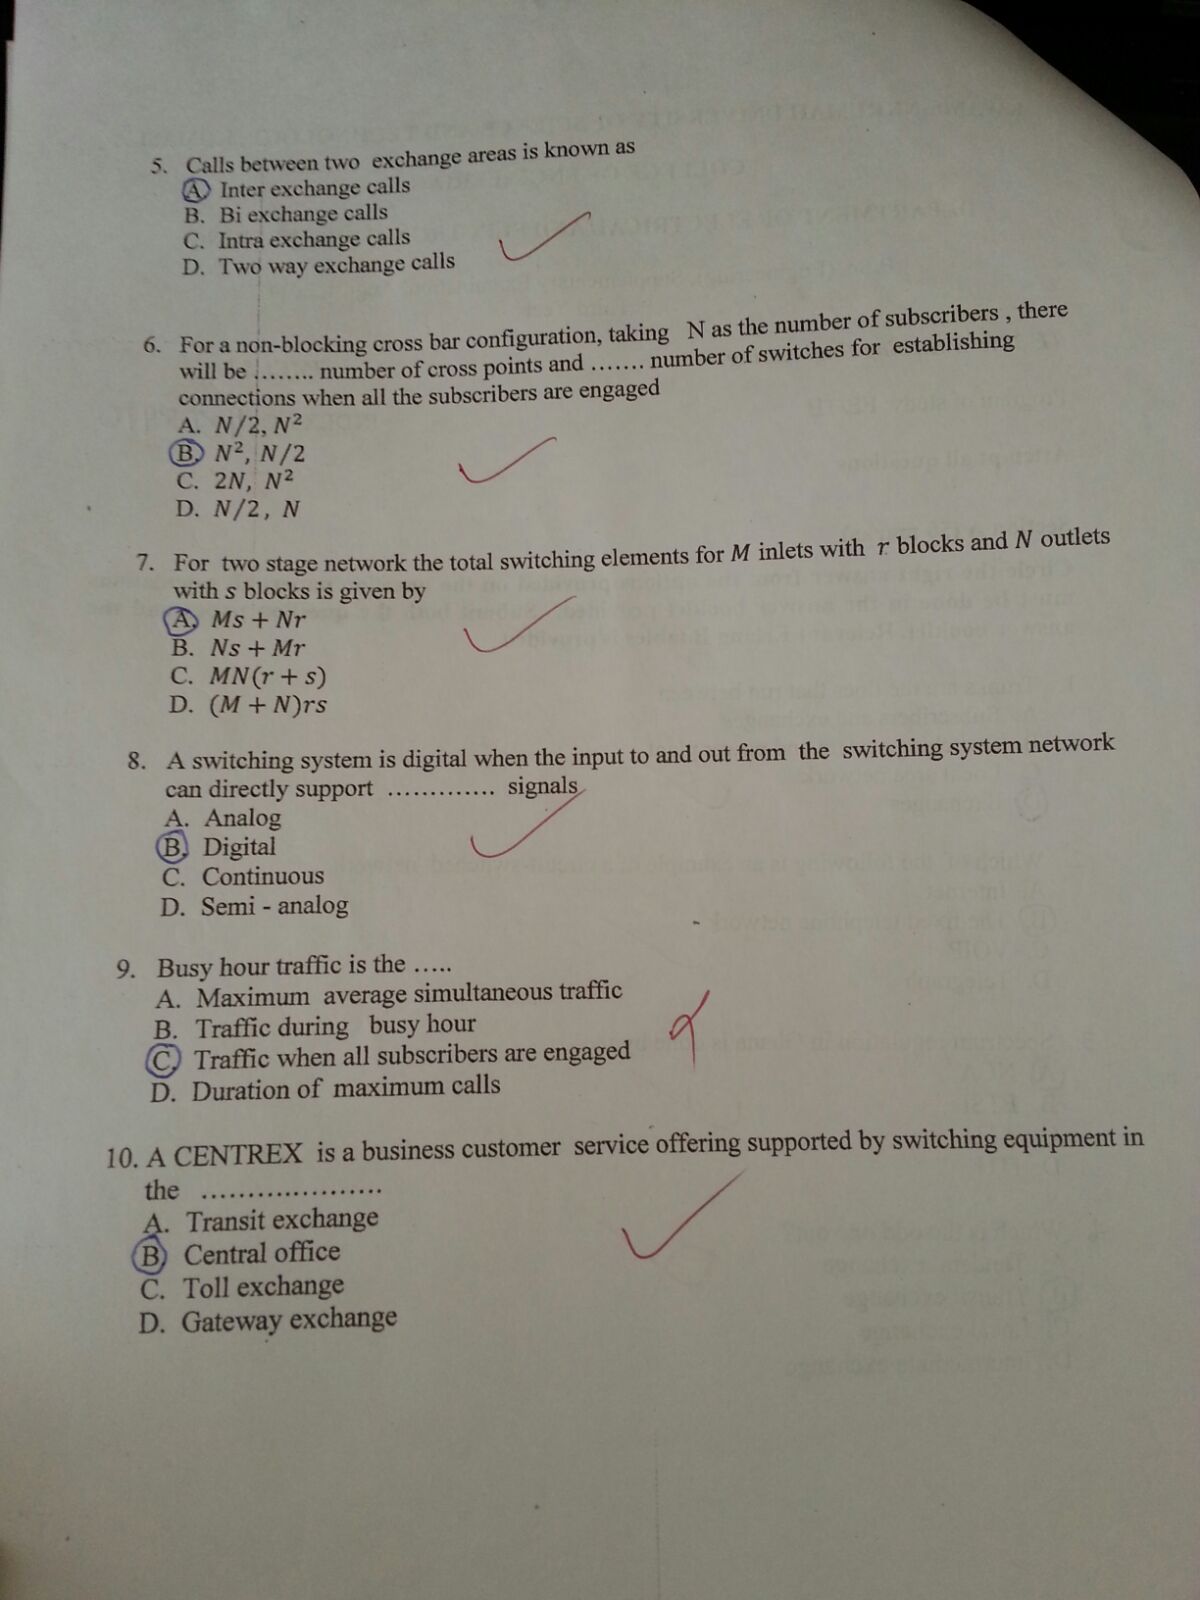 5. Calls between two exchange areas is known as
A. Inter exchange calls
B. Bi exchange calls
C. Intra exchange calls
D. Two way exchange calls
6. For a non-blocking cross bar configuration, taking N as the number of subscribers , there
will be ........ number of cross points and ....... number of switches for establishing
connections when all the subscribers are engaged
A. N/2, N²
B. N², N/2
C. 2N, N²
D. N/2, N
7. For two stage network the total switching elements for M inlets with r blocks and N outlets
with s blocks is given by
A. Ms + Nr
B. Ns + Mr
C. MN(r + s)
D. (M + N)rs
8. A switching system is digital when the input to and out from the switching system network
can directly support ............. signals
A. Analog
B. Digital
C. Continuous
D. Semi - analog
9. Busy hour traffic is the .....
A. Maximum average simultaneous traffic
B. Traffic during busy hour
C. Traffic when all subscribers are engaged
D. Duration of maximum calls
10. A CENTREX is a business customer service offering supported by switching equipment in
the ....................
A. Transit exchange
B. Central office
C. Toll exchange
D. Gateway exchange